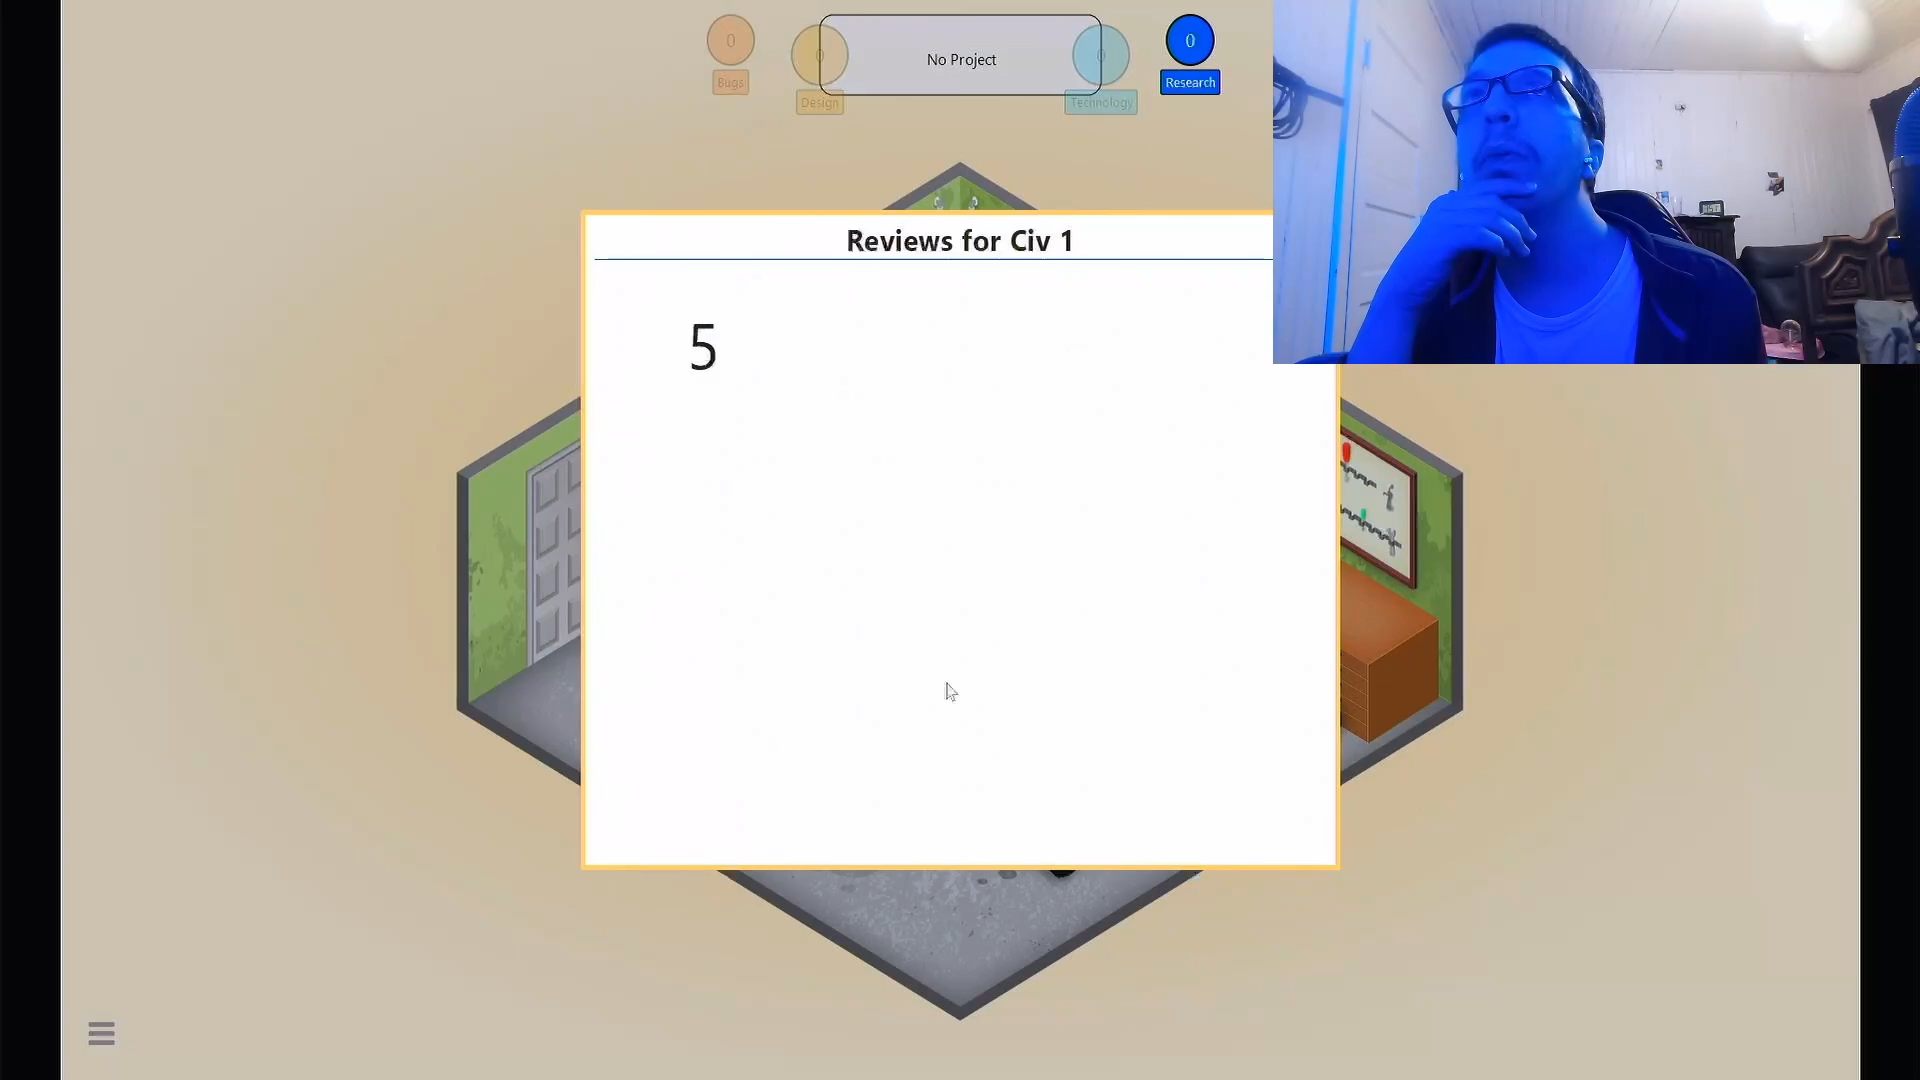 0
Bugs
0
Design
No Project
0
Technology
0
Research
Reviews for Civ 1
5